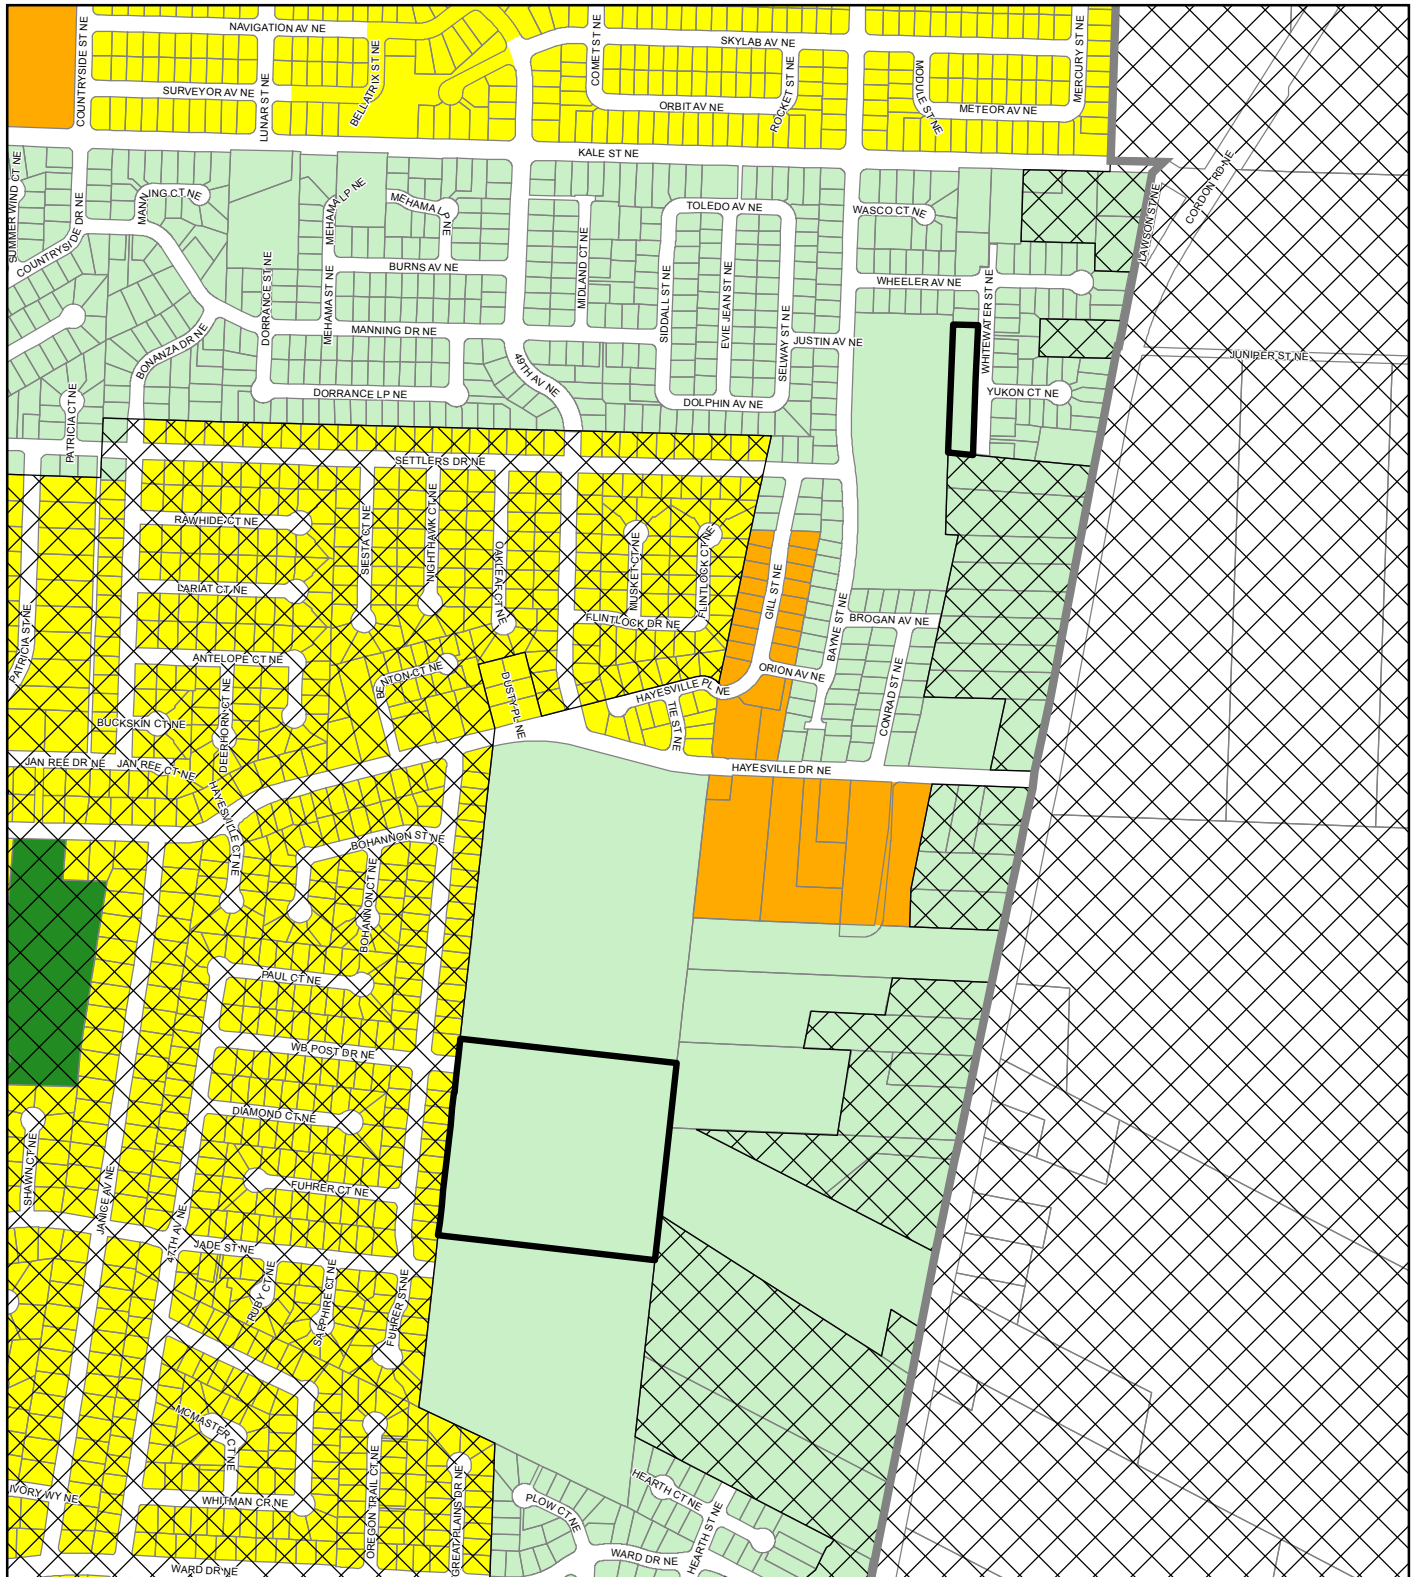 NAVIGATION AV NE
COUNTRYSIDE ST NE
SURVEYOR AV NE
LUNAR ST NE
BELLATRIX ST NE
COMET ST NE
SKYLAB AV NE
ORBIT AV NE
ROCKET ST NE
MODULE ST NE
METEOR AV NE
MERCURY ST NE
KALE ST NE
SUMMER WIND CT NE
COUNTRYSIDE DR NE
MANNING CT NE
MEHAMA LP NE
MEHAMA LP NE
BURNS AV NE
MEHAMA ST NE
DORRANCE ST NE
MANNING DR NE
BONANZA DR NE
DORRANCE LP NE
PATRICIA CT NE
49TH AV NE
MIDLAND CT NE
SIDDALL ST NE
TOLEDO AV NE
EVIE JEAN ST NE
SELWAY ST NE
JUSTIN AV NE
DOLPHIN AV NE
WASCO CT NE
WHEELER AV NE
WHITEWATER ST NE
YUKON CT NE
LAWSON ST NE
CORDON RD NE
JUNIPER ST NE
SETTLERS DR NE
RAWHIDE CT NE
SIESTA CT NE
NIGHTHAWK CT NE
OAKLEAF CT NE
MUSKET CT NE
FLINTLOCK CT NE
FLINTLOCK DR NE
LARIAT CT NE
PATRICIA ST NE
ANTELOPE CT NE
BENTON CT NE
DUSTY PL NE
HAYESVILLE PL NE
TIE ST NE
GILL ST NE
ORION AV NE
BAYNE ST NE
BROGAN AV NE
CONRAD ST NE
BUCKSKIN CT NE
DEERHORN CT NE
JAN REE DR NE
JAN REE CT NE
HAYESVILLE CT NE
HAYESVILLE DR NE
BOHANNON ST NE
BOHANNON CT NE
PAUL CT NE
WB POST DR NE
DIAMOND CT NE
FUHRER CT NE
SHAWN CT NE
JANICE AV NE
47TH AV NE
JADE ST NE
RUBY CT NE
SAPPHIRE CT NE
FUHRER ST NE
MCMASTER CT NE
IVORY WY NE
WHITMAN CR NE
OREGON TRAIL CT NE
GREAT PLAINS DR NE
WARD DR NE
PLOW CT NE
HEARTH CT NE
HEARTH ST NE
WARD DR NE